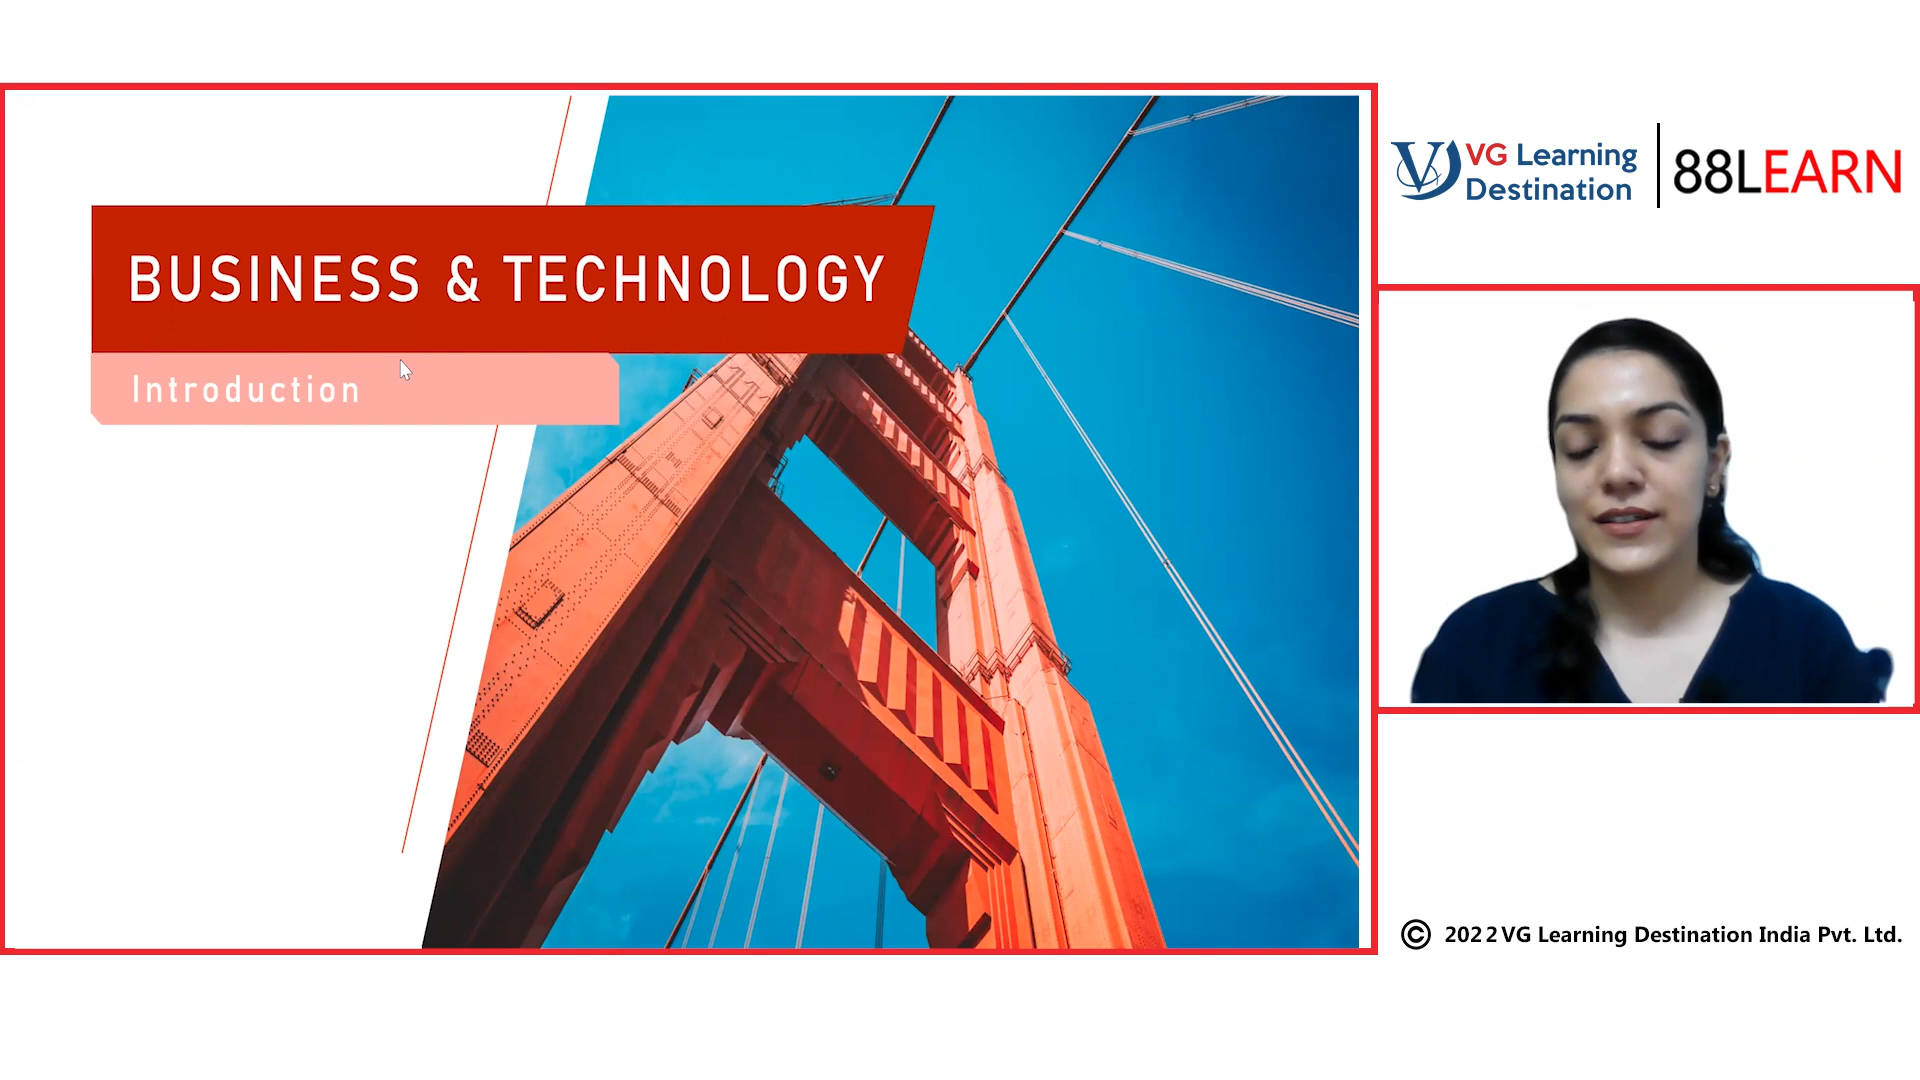 BUSINESS & TECHNOLOGY
Introduction
VG Learning
Destination
88LEARN
© 2022 VG Learning Destination India Pvt. Ltd.